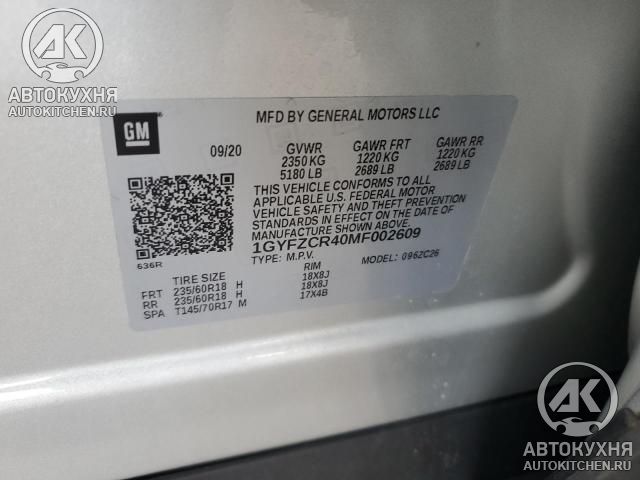 AK
АВТОКУХНЯ
AUTOKITCHEN.RU
GM
MFD BY GENERAL MOTORS LLC
09/20 GVWR GAWR FRT GAWR RR
2350 KG 1220 KG 1220 KG
5180 LB 2689 LB 2689 LB
THIS VEHICLE CONFORMS TO ALL
APPLICABLE U.S. FEDERAL MOTOR
VEHICLE SAFETY AND THEFT PREVENTION
STANDARDS IN EFFECT ON THE DATE OF
MANUFACTURE SHOWN ABOVE.
1GYFZCR40MF002609
636R
TYPE: M.P.V. MODEL: 096ZC26
TIRE SIZE RIM
FRT 235/60R18 H 18X8J
RR 235/60R18 H 18X8J
SPA T145/70R17 M 17X4B
AK
АВТОКУХНЯ
AUTOKITCHEN.RU